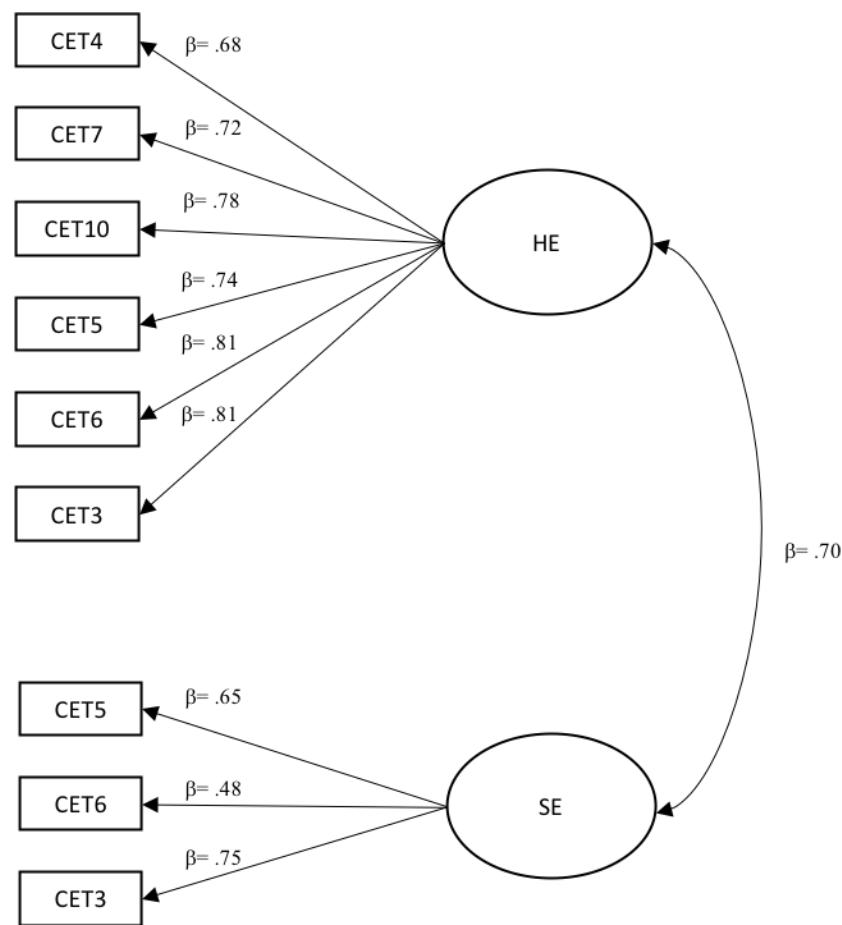 CET4
β= .68
CET7
β= .72
CET10
β= .78
HE
CET5
β= .74
CET6
β= .81
CET3
β= .81
β= .70
CET5
β= .65
CET6
β= .48
SE
CET3
β= .75